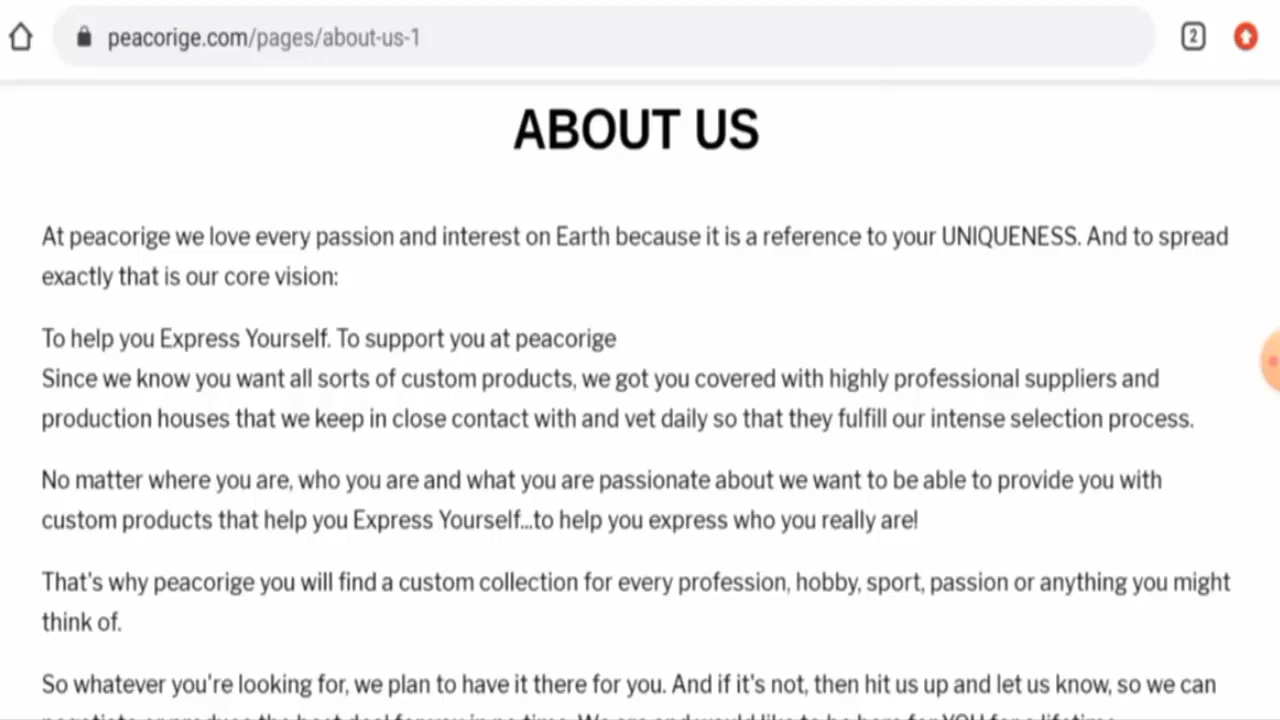 peacorige.com/pages/about-us-1
2
ABOUT US
At peacorige we love every passion and interest on Earth because it is a reference to your UNIQUENESS. And to spread
exactly that is our core vision:
To help you Express Yourself. To support you at peacorige
Since we know you want all sorts of custom products, we got you covered with highly professional suppliers and
production houses that we keep in close contact with and vet daily so that they fulfill our intense selection process.
No matter where you are, who you are and what you are passionate about we want to be able to provide you with
custom products that help you Express Yourself...to help you express who you really are!
That's why peacorige you will find a custom collection for every profession, hobby, sport, passion or anything you might
think of.
So whatever you're looking for, we plan to have it there for you. And if it's not, then hit us up and let us know, so we can